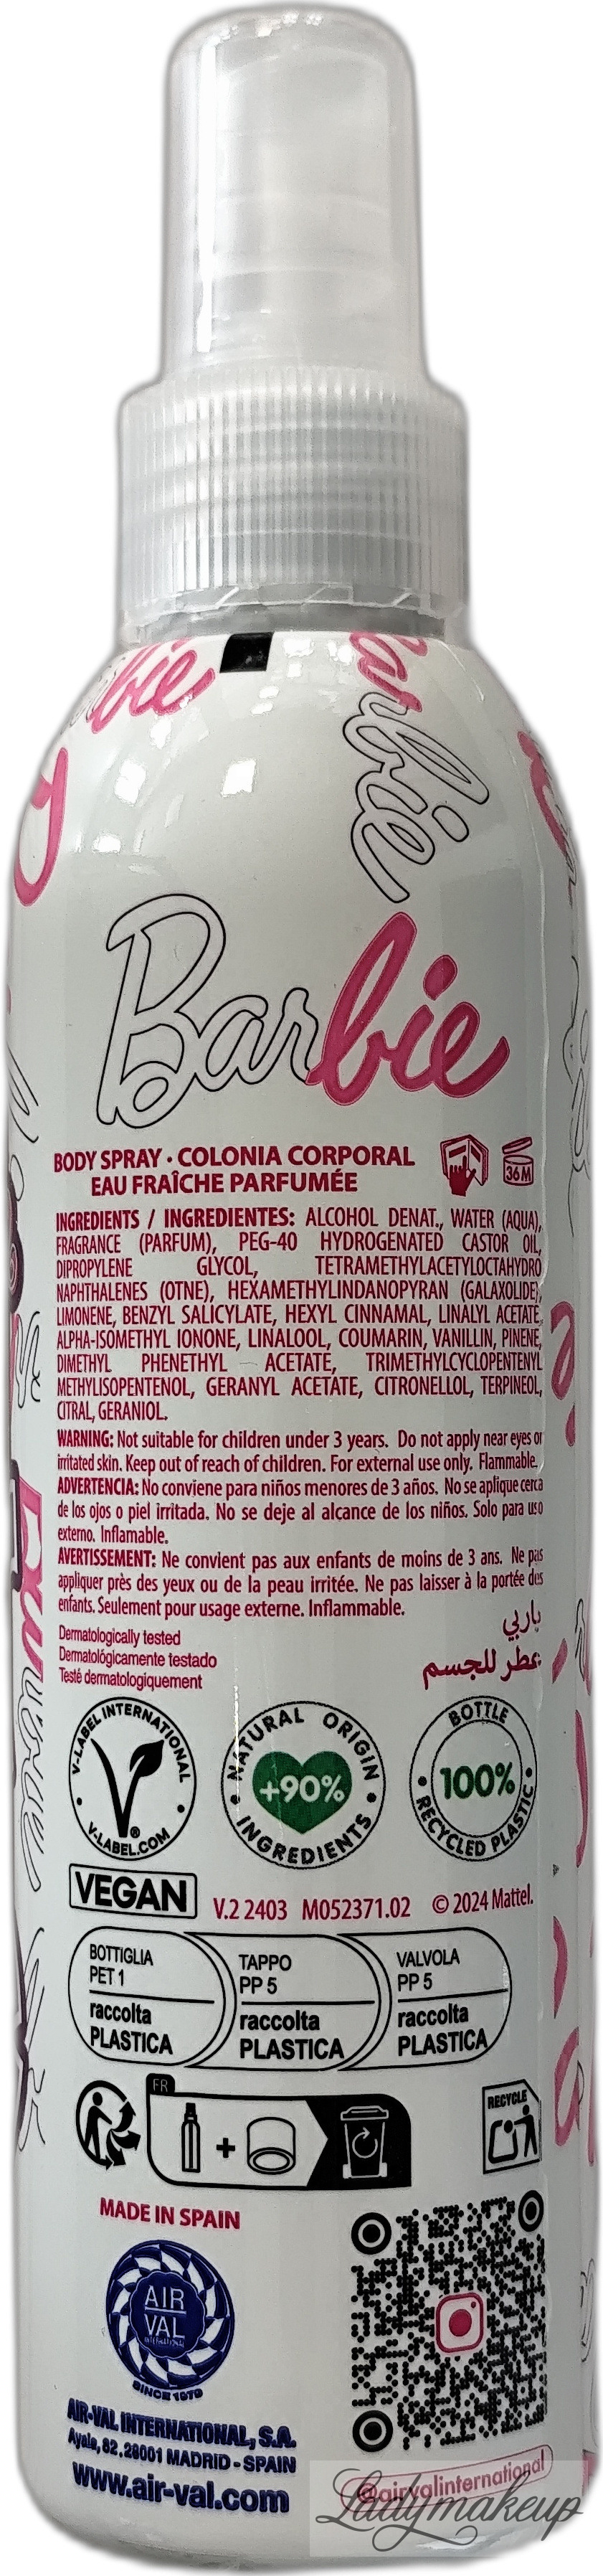 Barbie
BODY SPRAY · COLONIA CORPORAL
EAU FRAÎCHE PARFUMÉE
36M
INGREDIENTS / INGREDIENTES: ALCOHOL DENAT., WATER (AQUA),
FRAGRANCE (PARFUM), PEG-40 HYDROGENATED CASTOR OIL,
DIPROPYLENE GLYCOL, TETRAMETHYLACETYLOCTAHYDRO
NAPHTHALENES (OTNE), HEXAMETHYLINDANOPYRAN (GALAXOLIDE),
LIMONENE, BENZYL SALICYLATE, HEXYL CINNAMAL, LINALYL ACETATE,
ALPHA-ISOMETHYL IONONE, LINALOOL, COUMARIN, VANILLIN, PINENE,
DIMETHYL PHENETHYL ACETATE, TRIMETHYLCYCLOPENTENYL
METHYLISOPENTENOL, GERANYL ACETATE, CITRONELLOL, TERPINEOL,
CITRAL, GERANIOL.
WARNING: Not suitable for children under 3 years. Do not apply near eyes or
irritated skin. Keep out of reach of children. For external use only. Flammable.
ADVERTENCIA: No conviene para niños menores de 3 años. No se aplique cerca
de los ojos o piel irritada. No se deje al alcance de los niños. Solo para uso
externo. Inflamable.
AVERTISSEMENT: Ne convient pas aux enfants de moins de 3 ans. Ne pas
appliquer près des yeux ou de la peau irritée. Ne pas laisser à la portée des
enfants. Seulement pour usage externe. Inflammable.
Dermatologically tested
Dermatológicamente testado
Testé dermatologiquement
باربي
عطر للجسم
V-LABEL INTERNATIONAL
V-LABEL.COM
®
NATURAL ORIGIN
+90%
INGREDIENTS
BOTTLE
100%
RECYCLED PLASTIC
VEGAN
V.2 2403 M052371.02 © 2024 Mattel.
BOTTIGLIA
PET 1
raccolta
PLASTICA
TAPPO
PP 5
raccolta
PLASTICA
VALVOLA
PP 5
raccolta
PLASTICA
FR
+
RECYCLE
MADE IN SPAIN
AIR
VAL
INTERNATIONAL
SINCE 1879
AIR-VAL INTERNATIONAL, S.A.
Ayala, 82. 28001 MADRID - SPAIN
www.air-val.com
@airvalinternational
Ladymakeup